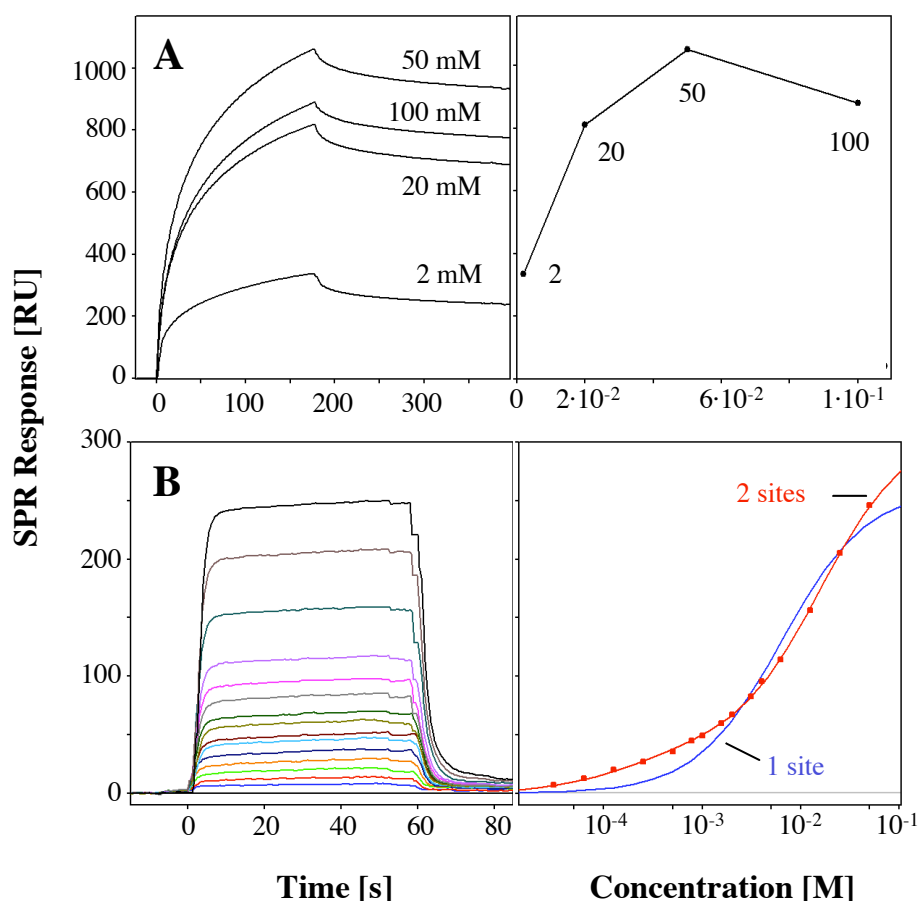 A
1000
800
600
400
200
0
50 mM
100 mM
20 mM
2 mM
0
100
200
300
2
20
50
100
0
2·10⁻²
6·10⁻²
1·10⁻¹
SPR Response [RU]
B
300
200
100
0
0
20
40
60
80
2 sites
1 site
10⁻⁴
10⁻³
10⁻²
10⁻¹
Time [s]
Concentration [M]